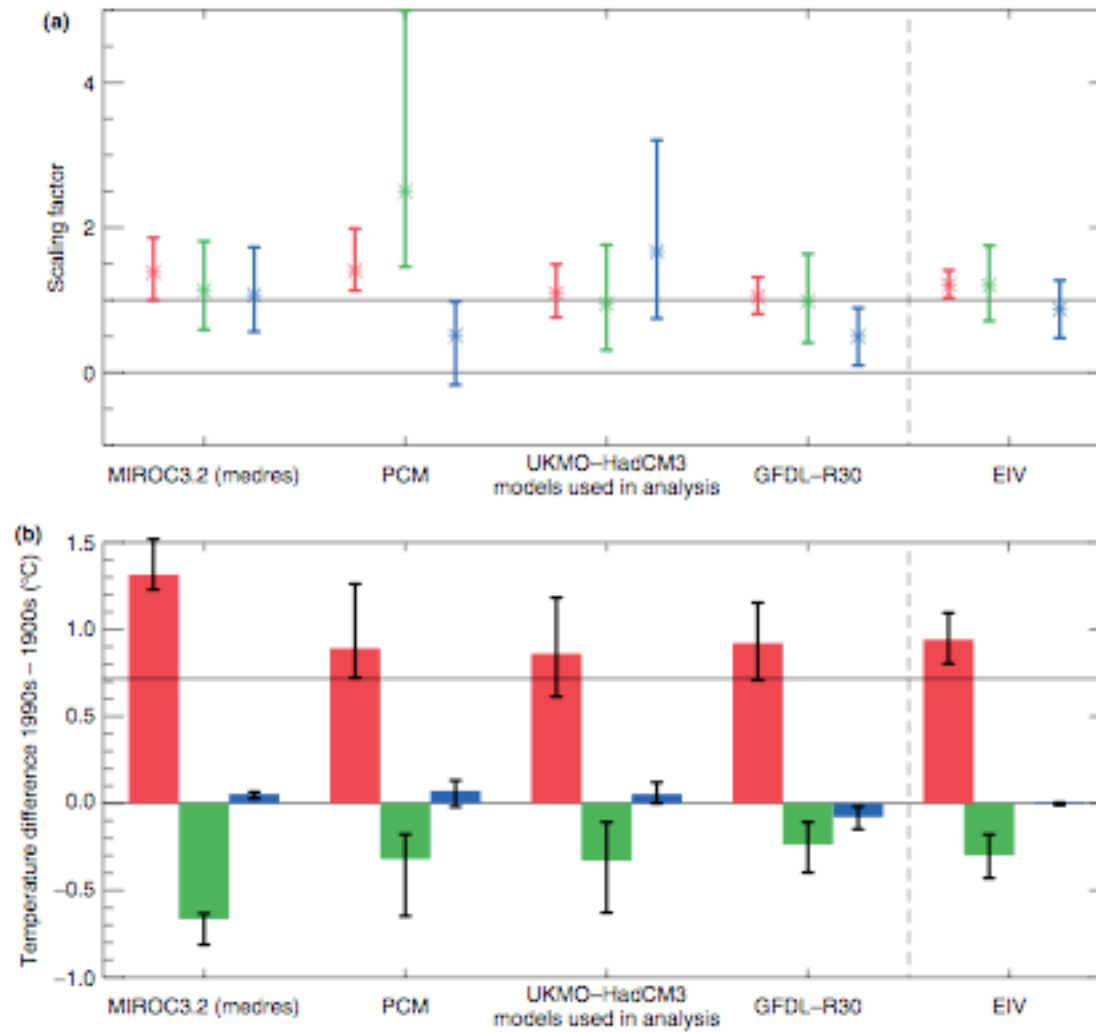 (a)
4
2
0
Scaling factor
MIROC3.2 (medres)
PCM
UKMO–HadCM3
models used in analysis
GFDL–R30
EIV
(b)
1.5
1.0
0.5
0.0
−0.5
−1.0
Temperature difference 1990s – 1900s (°C)
MIROC3.2 (medres)
PCM
UKMO–HadCM3
models used in analysis
GFDL–R30
EIV